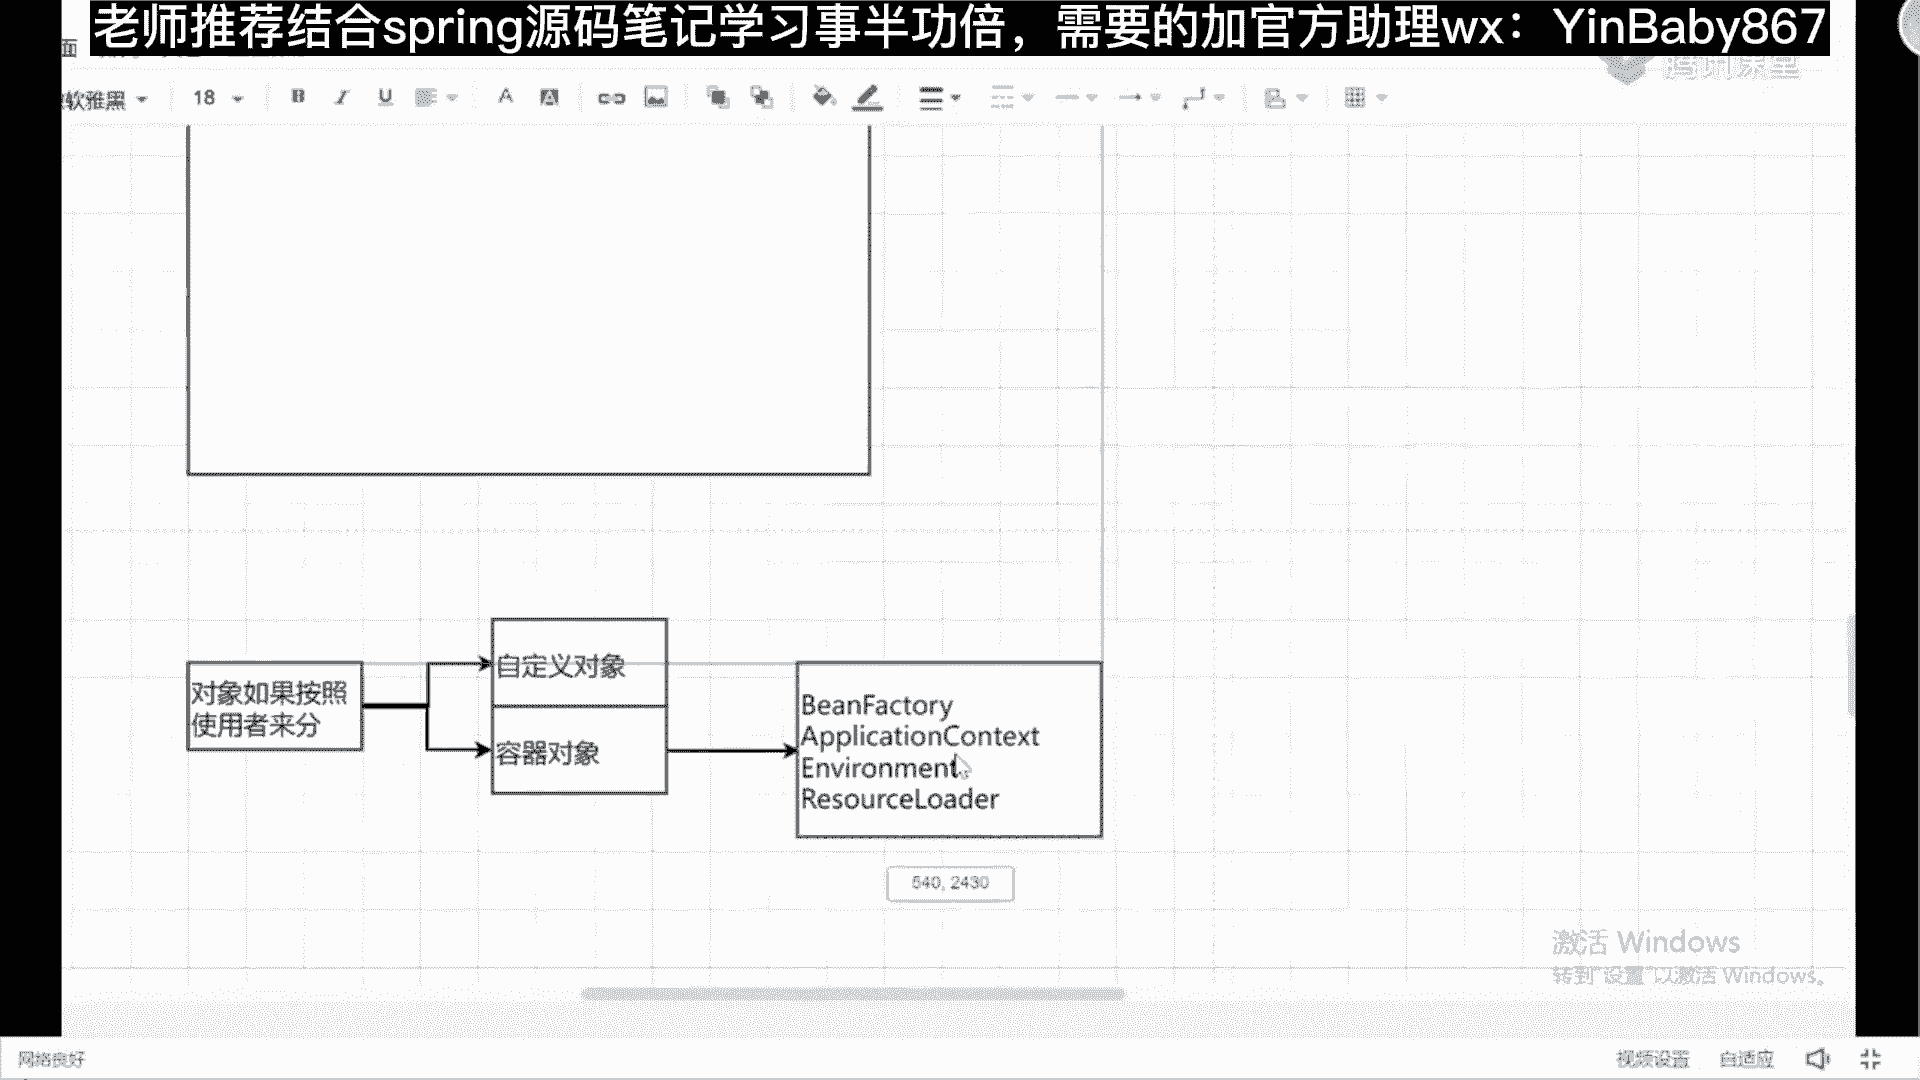 老师推荐结合spring源码笔记学习事半功倍，需要的加官方助理wx：YinBaby867
面
腾讯课堂
软雅黑
18
B I U A A
自定义对象
对象如果按照
使用者来分
容器对象
BeanFactory
ApplicationContext
Environment
ResourceLoader
540, 2430
激活 Windows
转到"设置"以激活 Windows。
网络良好
视频设置
自适应